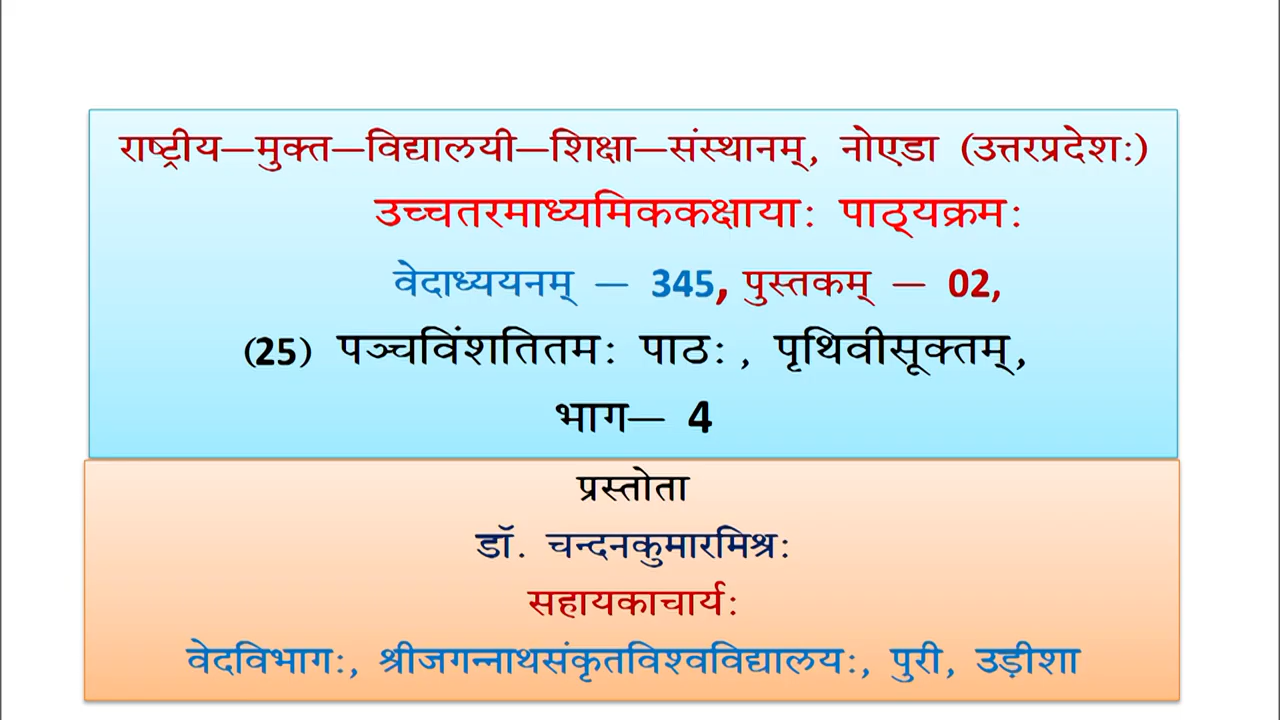 राष्ट्रीय—मुक्त—विद्यालयी—शिक्षा—संस्थानम्, नोएडा (उत्तरप्रदेशः)
उच्चतरमाध्यमिककक्षायाः पाठ्यक्रमः
वेदाध्ययनम् — 345, पुस्तकम् — 02,
(25) पञ्चविंशतितमः पाठः, पृथिवीसूक्तम्,
भाग— 4
प्रस्तोता
डॉ. चन्दनकुमारमिश्रः
सहायकाचार्यः
वेदविभागः, श्रीजगन्नाथसंकृतविश्वविद्यालयः, पुरी, उड़ीशा